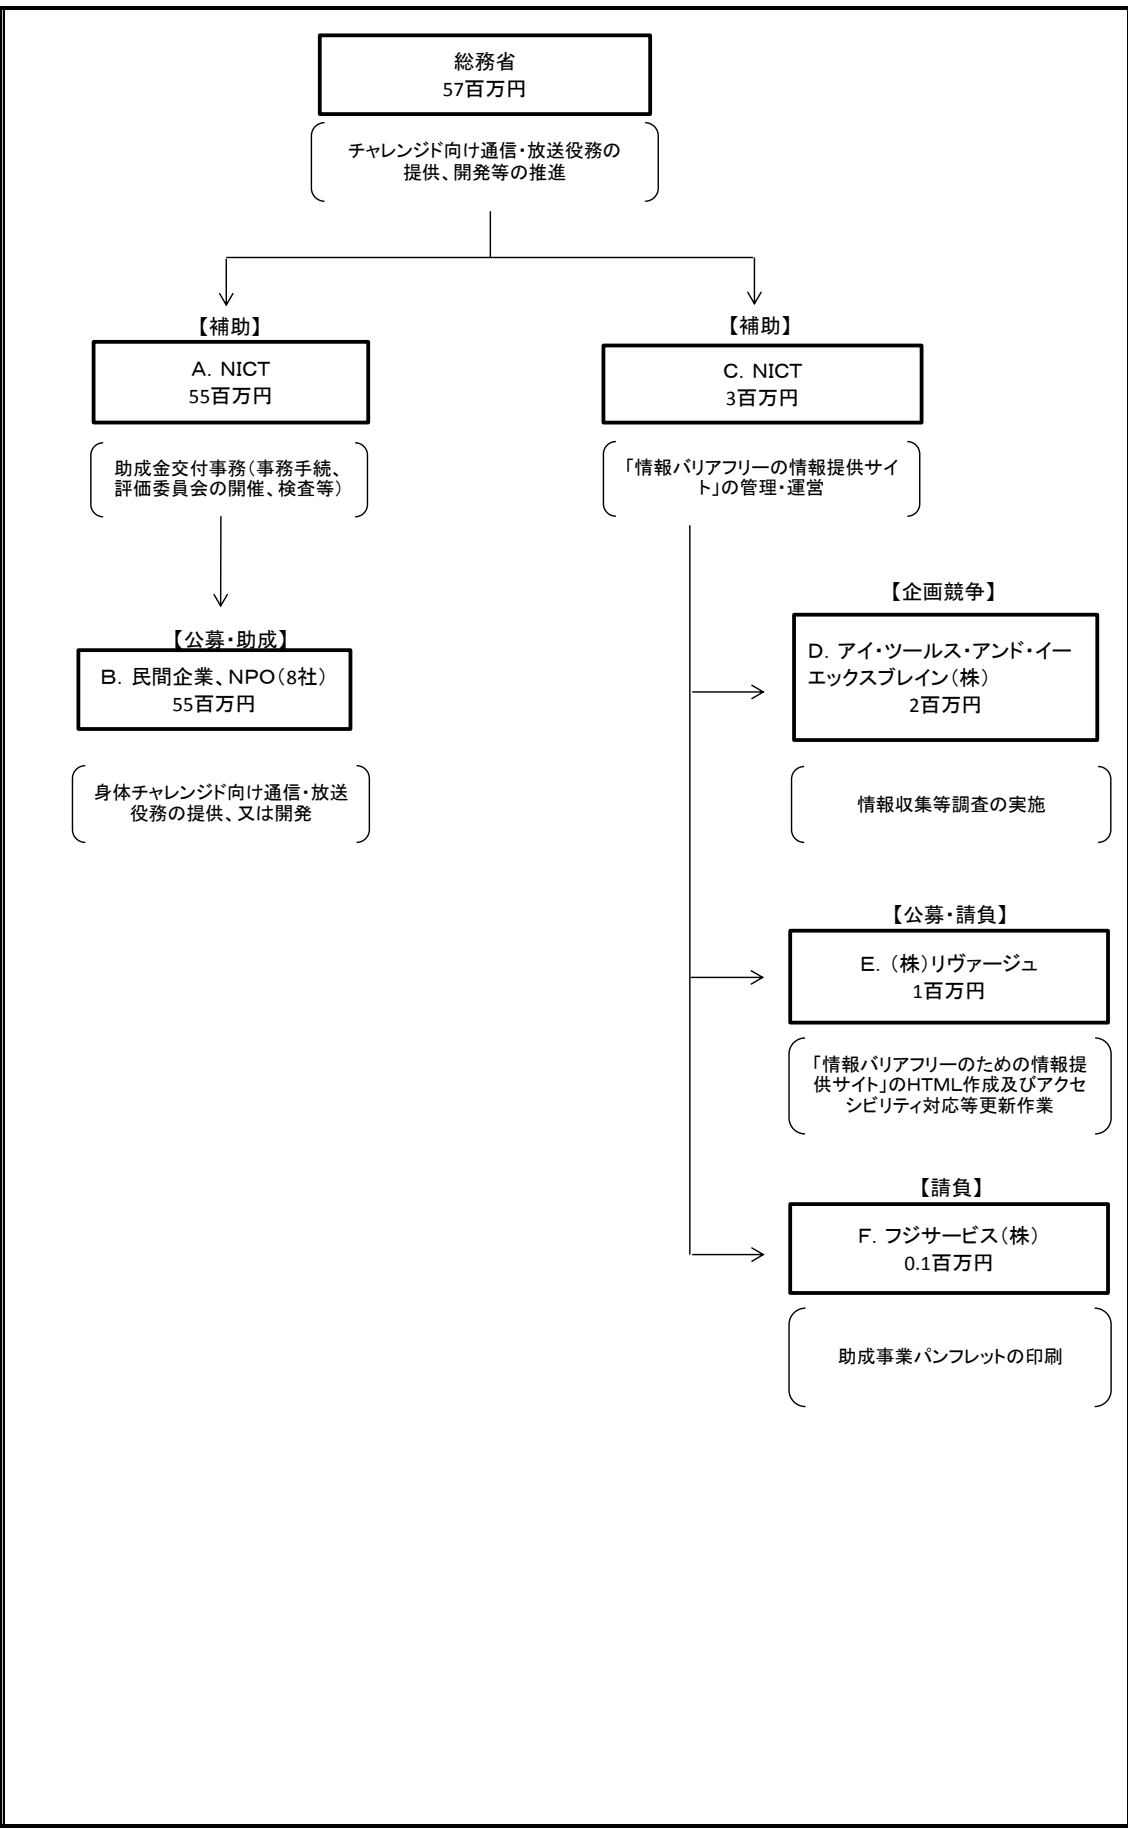 総務省
57百万円
チャレンジド向け通信・放送役務の
提供、開発等の推進
【補助】
A．NICT
55百万円
助成金交付事務（事務手続、
評価委員会の開催、検査等）
【公募・助成】
B．民間企業、NPO（8社）
55百万円
身体チャレンジド向け通信・放送
役務の提供、又は開発
【補助】
C．NICT
3百万円
「情報バリアフリーの情報提供サイ
ト」の管理・運営
【企画競争】
D．アイ・ツールス・アンド・イー
エックスブレイン（株）
2百万円
情報収集等調査の実施
【公募・請負】
E．（株）リヴァージュ
1百万円
「情報バリアフリーのための情報提
供サイト」のHTML作成及びアクセ
シビリティ対応等更新作業
【請負】
F．フジサービス（株）
0.1百万円
助成事業パンフレットの印刷